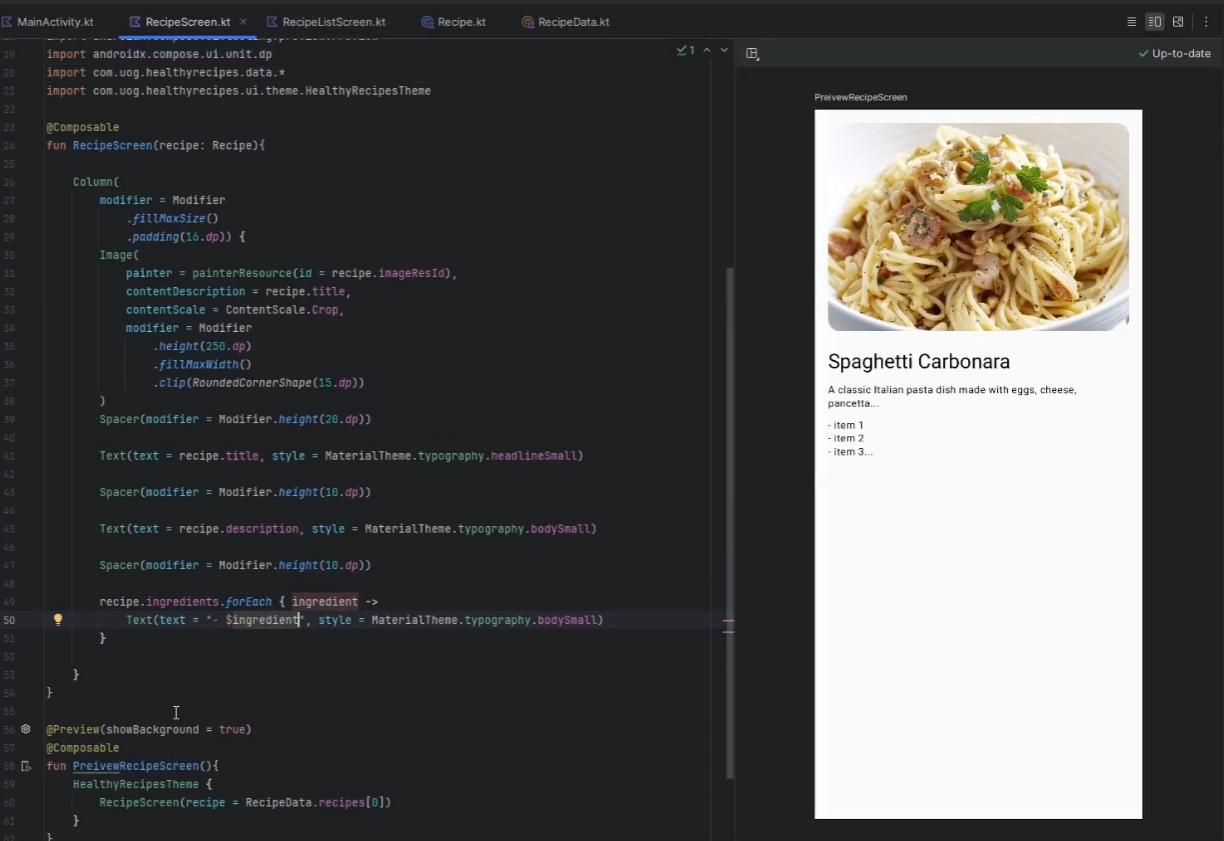 MainActivity.kt
RecipeScreen.kt
RecipeListScreen.kt
Recipe.kt
RecipeData.kt
1
Up-to-date
19 import androidx.compose.ui.unit.dp
20 import com.uog.healthyrecipes.data.*
21 import com.uog.healthyrecipes.ui.theme.HealthyRecipesTheme
22
23 @Composable
24 fun RecipeScreen(recipe: Recipe){
25
26 Column(
27 modifier = Modifier
28 .fillMaxSize()
29 .padding(16.dp)) {
30 Image(
31 painter = painterResource(id = recipe.imageResId),
32 contentDescription = recipe.title,
33 contentScale = ContentScale.Crop,
34 modifier = Modifier
35 .height(250.dp)
36 .fillMaxWidth()
37 .clip(RoundedCornerShape(15.dp))
38 )
39 Spacer(modifier = Modifier.height(20.dp))
40
41 Text(text = recipe.title, style = MaterialTheme.typography.headlineSmall)
42
43 Spacer(modifier = Modifier.height(10.dp))
44
45 Text(text = recipe.description, style = MaterialTheme.typography.bodySmall)
46
47 Spacer(modifier = Modifier.height(10.dp))
48
49 recipe.ingredients.forEach { ingredient ->
50 Text(text = "- $ingredient", style = MaterialTheme.typography.bodySmall)
51 }
52
53 }
54 }
55
56 @Preview(showBackground = true)
57 @Composable
58 fun PreivewRecipeScreen(){
59 HealthyRecipesTheme {
60 RecipeScreen(recipe = RecipeData.recipes[0])
61 }
62 }
PreivewRecipeScreen
Spaghetti Carbonara
A classic Italian pasta dish made with eggs, cheese,
pancetta...
- item 1
- item 2
- item 3...